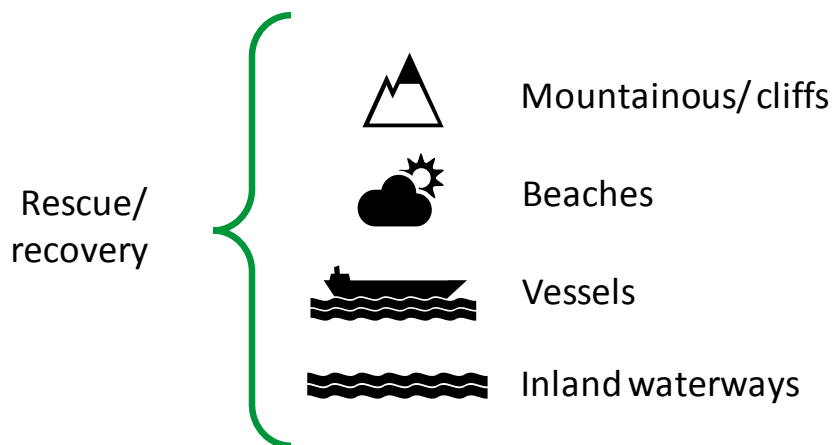 Rescue/
recovery
Mountainous/ cliffs
Beaches
Vessels
Inland waterways